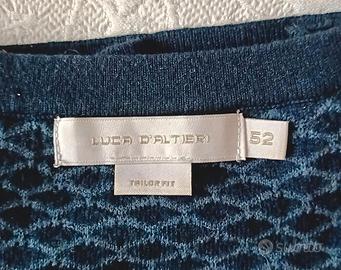 LUCA D'ALTIERI
52
TAILOR FIT